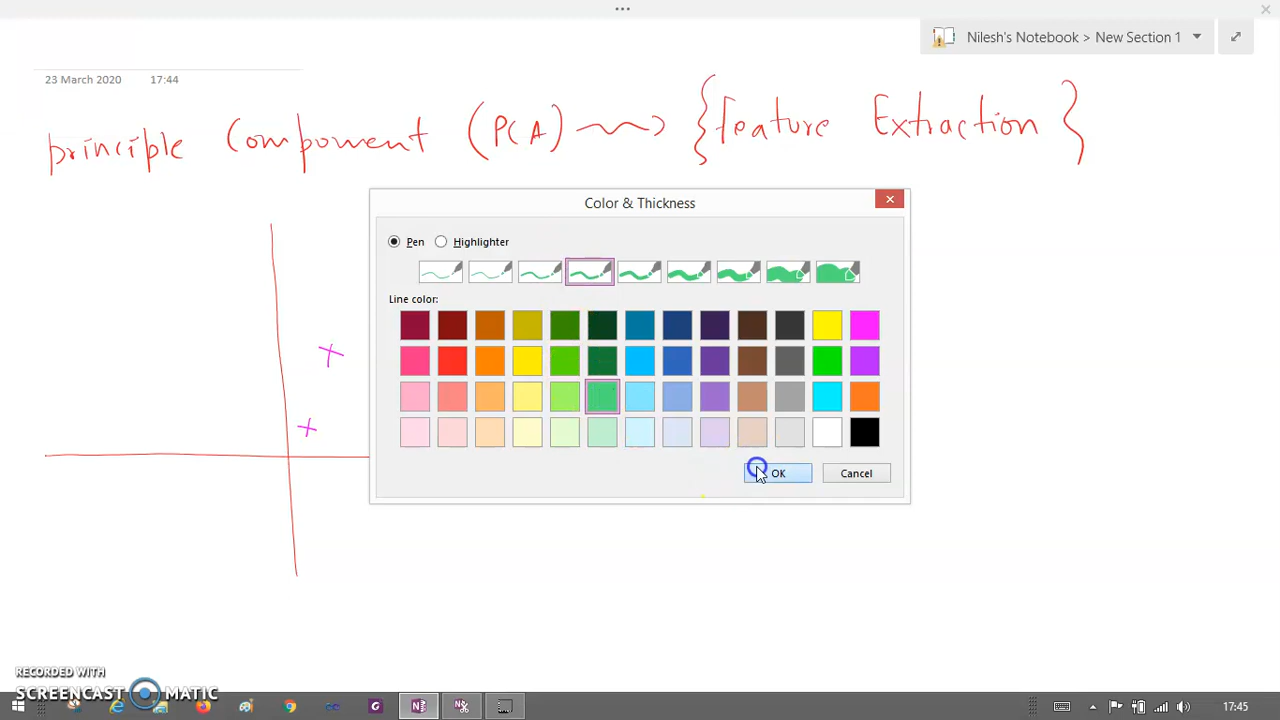 Nilesh's Notebook > New Section 1
23 March 2020 17:44
principle Component (PCA) {Feature Extraction}
Color & Thickness
Pen Highlighter
Line color:
OK Cancel
RECORDED WITH
SCREENCAST MATIC
17:45